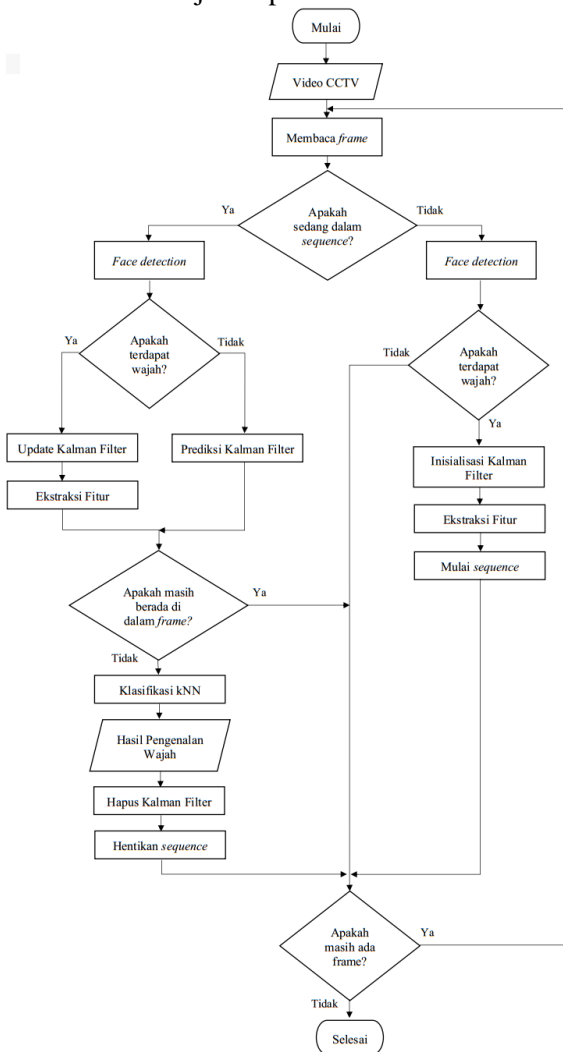 Mulai
Video CCTV
Membaca frame
Apakah
sedang dalam
sequence?
Ya
Tidak
Face detection
Face detection
Apakah
terdapat
wajah?
Ya
Tidak
Apakah
terdapat
wajah?
Tidak
Ya
Update Kalman Filter
Prediksi Kalman Filter
Inisialisasi Kalman
Filter
Ekstraksi Fitur
Ekstraksi Fitur
Mulai sequence
Apakah masih
berada di
dalam frame?
Ya
Tidak
Klasifikasi kNN
Hasil Pengenalan
Wajah
Hapus Kalman Filter
Hentikan sequence
Apakah
masih ada
frame?
Ya
Tidak
Selesai